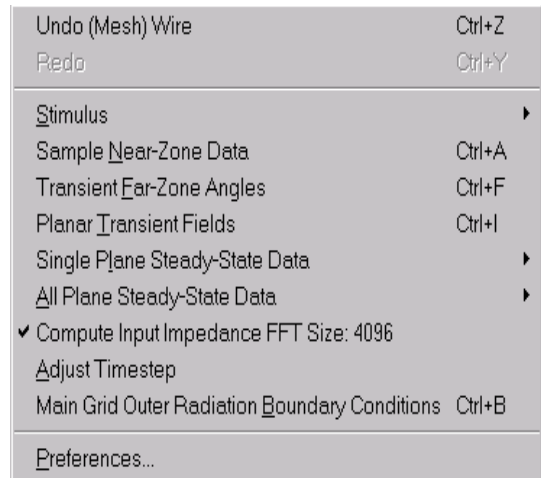 Undo (Mesh) Wire Ctrl+Z
Redo Ctrl+Y
Stimulus
Sample Near-Zone Data Ctrl+A
Transient Far-Zone Angles Ctrl+F
Planar Transient Fields Ctrl+I
Single Plane Steady-State Data
All Plane Steady-State Data
✓ Compute Input Impedance FFT Size: 4096
Adjust Timestep
Main Grid Outer Radiation Boundary Conditions Ctrl+B
Preferences...